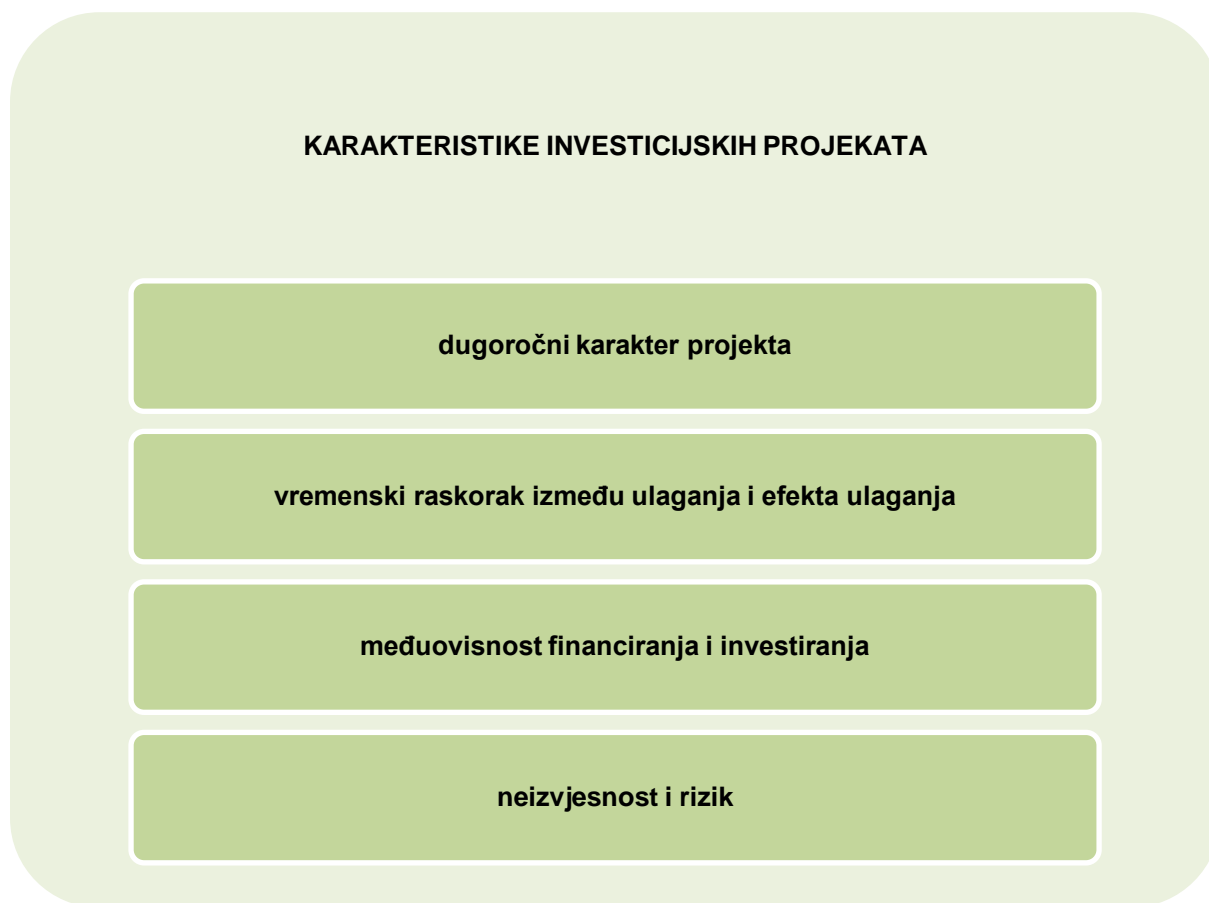 KARAKTERISTIKE INVESTICIJSKIH PROJEKATA
dugoročni karakter projekta
vremenski raskorak između ulaganja i efekta ulaganja
međuovisnost financiranja i investiranja
neizvjesnost i rizik